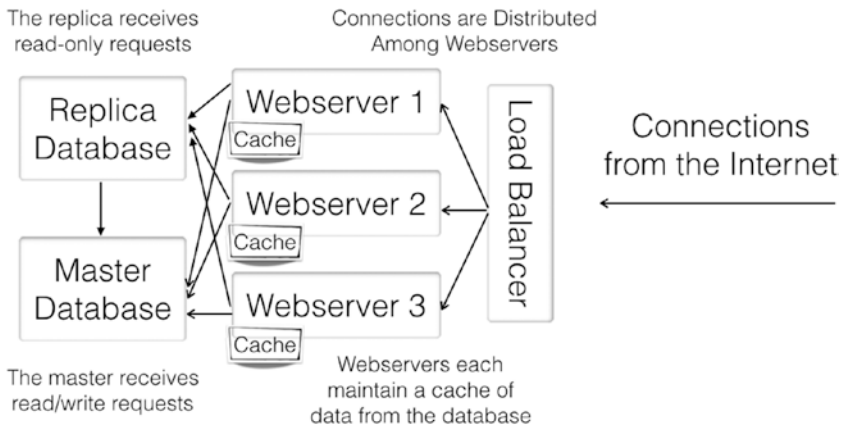 The replica receives
read-only requests
Connections are Distributed
Among Webservers
Replica
Database
Webserver 1
Cache
Load Balancer
Connections
from the Internet
Webserver 2
Cache
Master
Database
Webserver 3
Cache
The master receives
read/write requests
Webservers each
maintain a cache of
data from the database